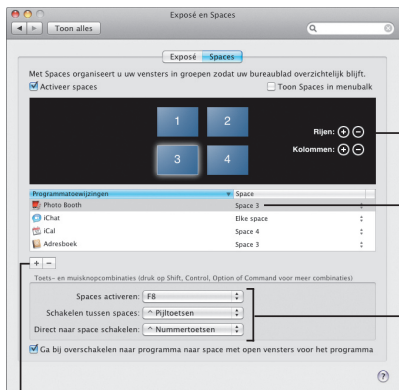 Exposé en Spaces
Toon alles
Exposé Spaces
Met Spaces organiseert u uw vensters in groepen zodat uw bureaublad overzichtelijk blijft.
Activeer spaces
Toon Spaces in menubalk
1 2
3 4
Rijen:
Kolommen:
Programmatoewijzingen Space
Photo Booth Space 3
iChat Elke space
iCal Space 4
Adresboek Space 3
+ −
Toets- en muisknopcombinaties (druk op Shift, Control, Option of Command voor meer combinaties)
Spaces activeren: F8
Schakelen tussen spaces: ^ Pijltoetsen
Direct naar space schakelen: ^ Nummertoetsen
Ga bij overschakelen naar programma naar space met open vensters voor het programma
?